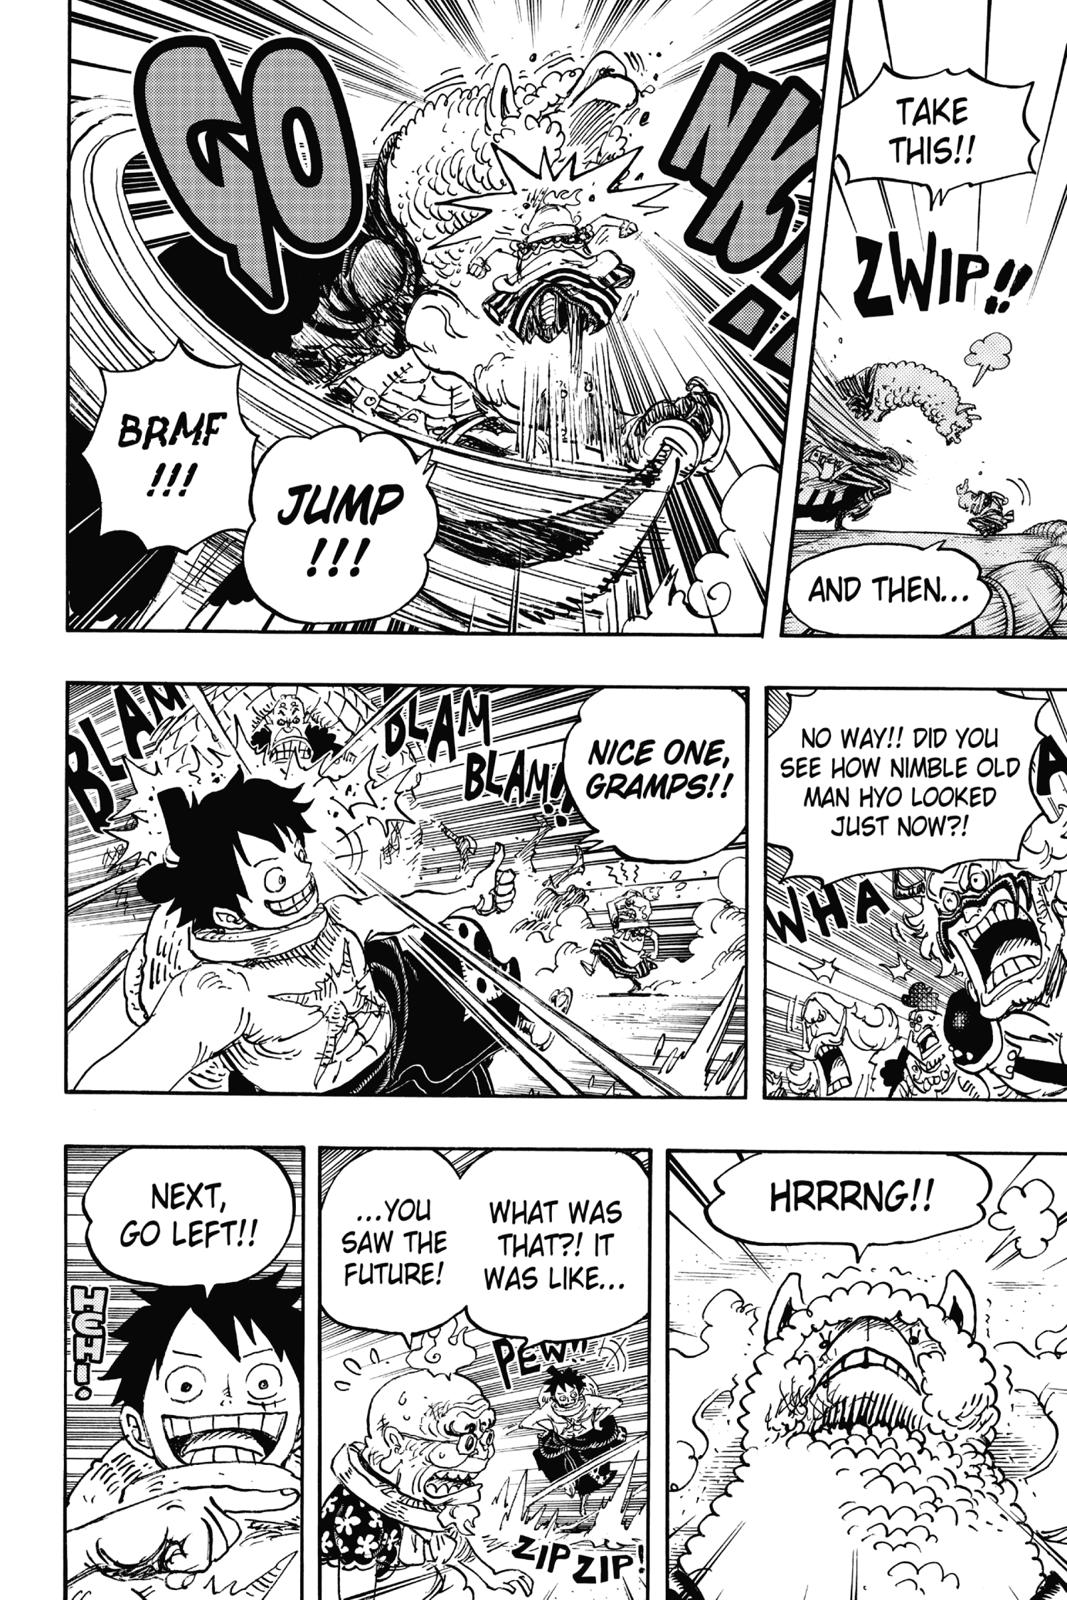 TAKE
THIS!!
ZWIP!!
AND THEN...
GO
JUMP
!!!
BRMF
!!!
NO WAY!! DID YOU
SEE HOW NIMBLE OLD
MAN HYO LOOKED
JUST NOW?!
WHA
NICE ONE,
GRAMPS!!
BLAM
BLAM
BLAM!!
HRRRNG!!
WHAT WAS
THAT?! IT
WAS LIKE...
...YOU
SAW THE
FUTURE!
PEW!!
ZIP ZIP!
NEXT,
GO LEFT!!
HEH!